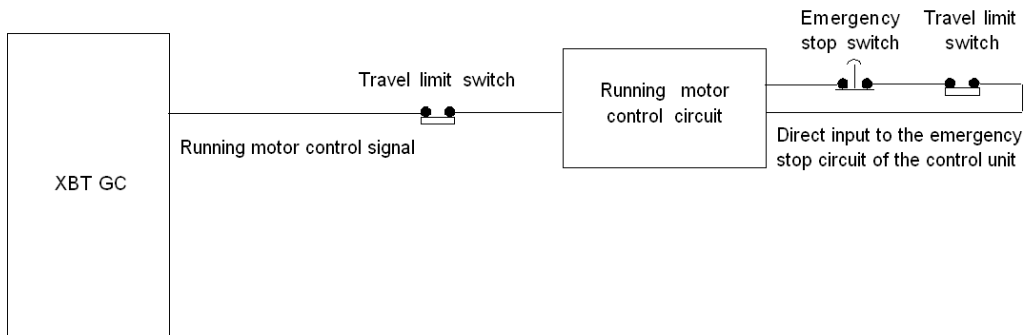 Emergency
stop switch
Travel limit
switch
Travel limit switch
Running motor
control circuit
Running motor control signal
Direct input to the emergency
stop circuit of the control unit
XBT GC